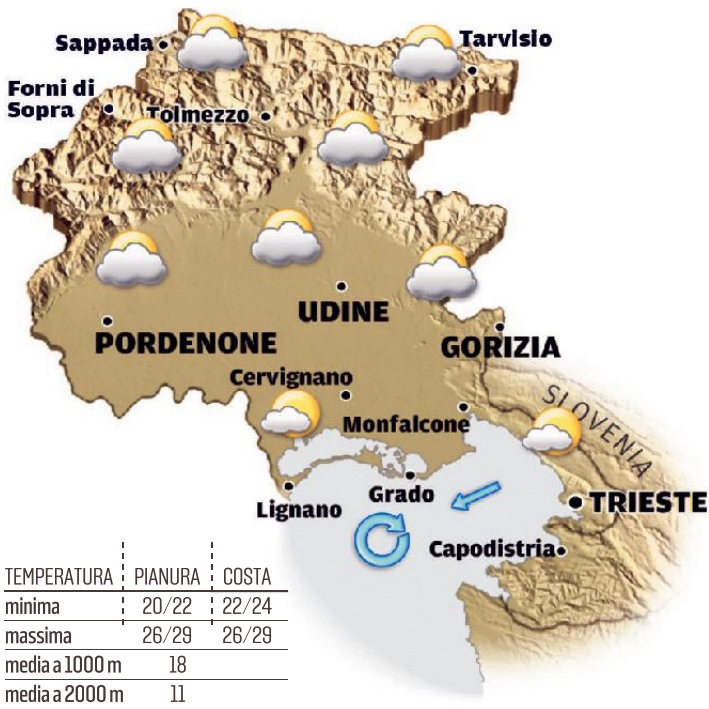 Sappada
Tarvisio
Forni di
Sopra
Tolmezzo
UDINE
PORDENONE
GORIZIA
Cervignano
SLOVENIA
Monfalcone
Grado
Lignano
TRIESTE
Capodistria
TEMPERATURA PIANURA COSTA
minima 20/22 22/24
massima 26/29 26/29
media a 1000 m 18
media a 2000 m 11